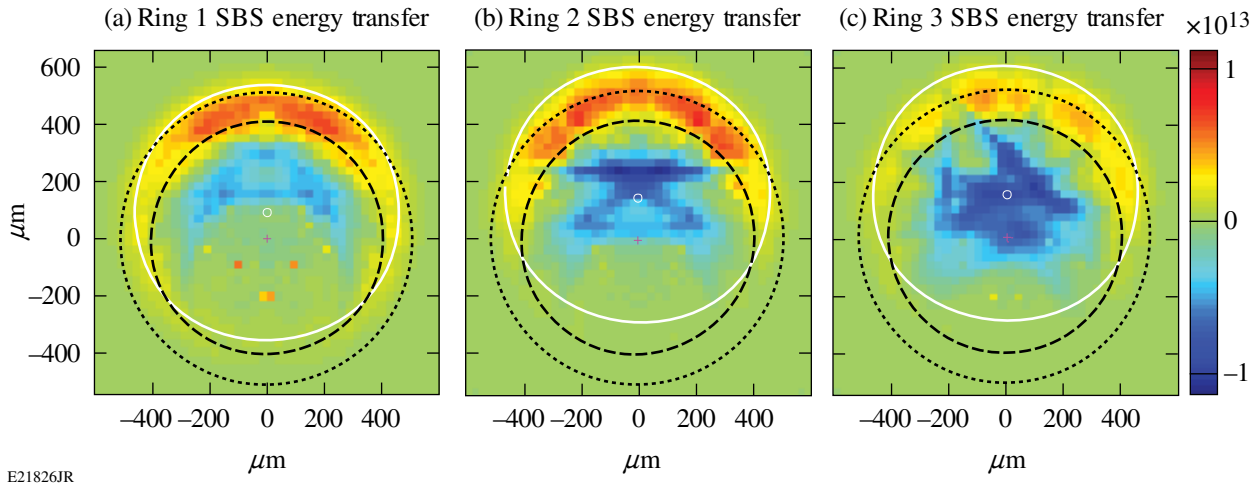 (a) Ring 1 SBS energy transfer
(b) Ring 2 SBS energy transfer
(c) Ring 3 SBS energy transfer
×10¹³
600
400
200
0
−200
−400
μm
1
0
−1
−400 −200 0 200 400
−400 −200 0 200 400
−400 −200 0 200 400
μm
μm
μm
E21826JR